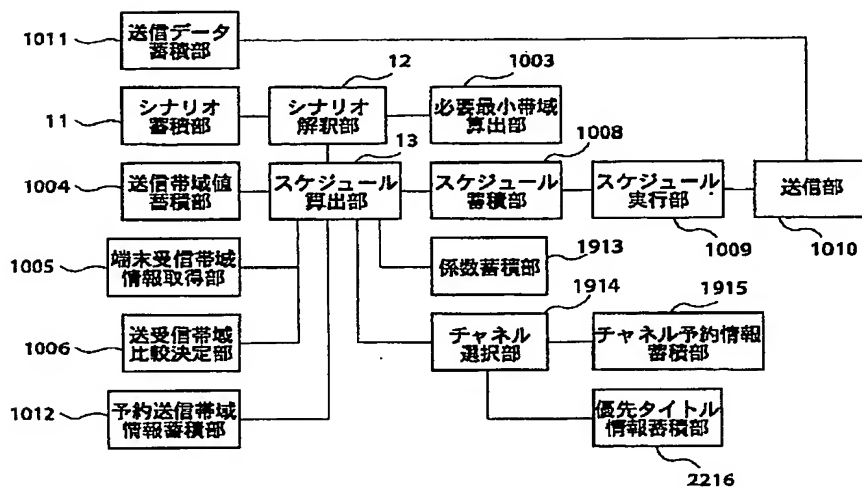 1011
送信データ
蓄積部
12
1003
11
シナリオ
蓄積部
シナリオ
解釈部
必要最小帯域
算出部
13
1008
1004
送信帯域値
蓄積部
スケジュール
算出部
スケジュール
蓄積部
スケジュール
実行部
送信部
1009
1010
1005
端末受信帯域
情報取得部
1913
係数蓄積部
1914
1915
1006
送受信帯域
比較決定部
チャネル
選択部
チャネル予約情報
蓄積部
1012
予約送信帯域
情報蓄積部
優先タイトル
情報蓄積部
2216